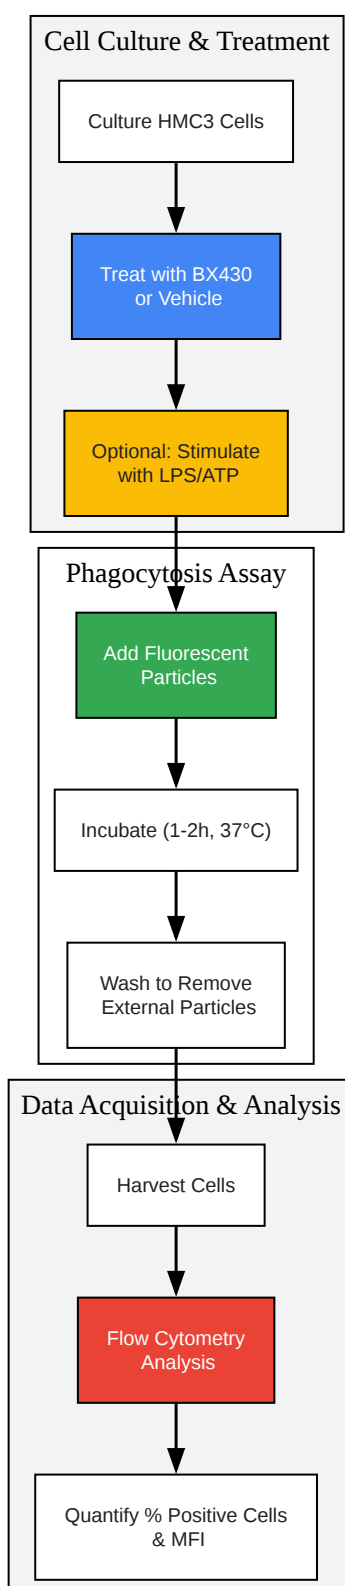 Cell Culture & Treatment
Culture HMC3 Cells
Treat with BX430
or Vehicle
Optional: Stimulate
with LPS/ATP
Phagocytosis Assay
Add Fluorescent
Particles
Incubate (1-2h, 37°C)
Wash to Remove
External Particles
Data Acquisition & Analysis
Harvest Cells
Flow Cytometry
Analysis
Quantify % Positive Cells
& MFI